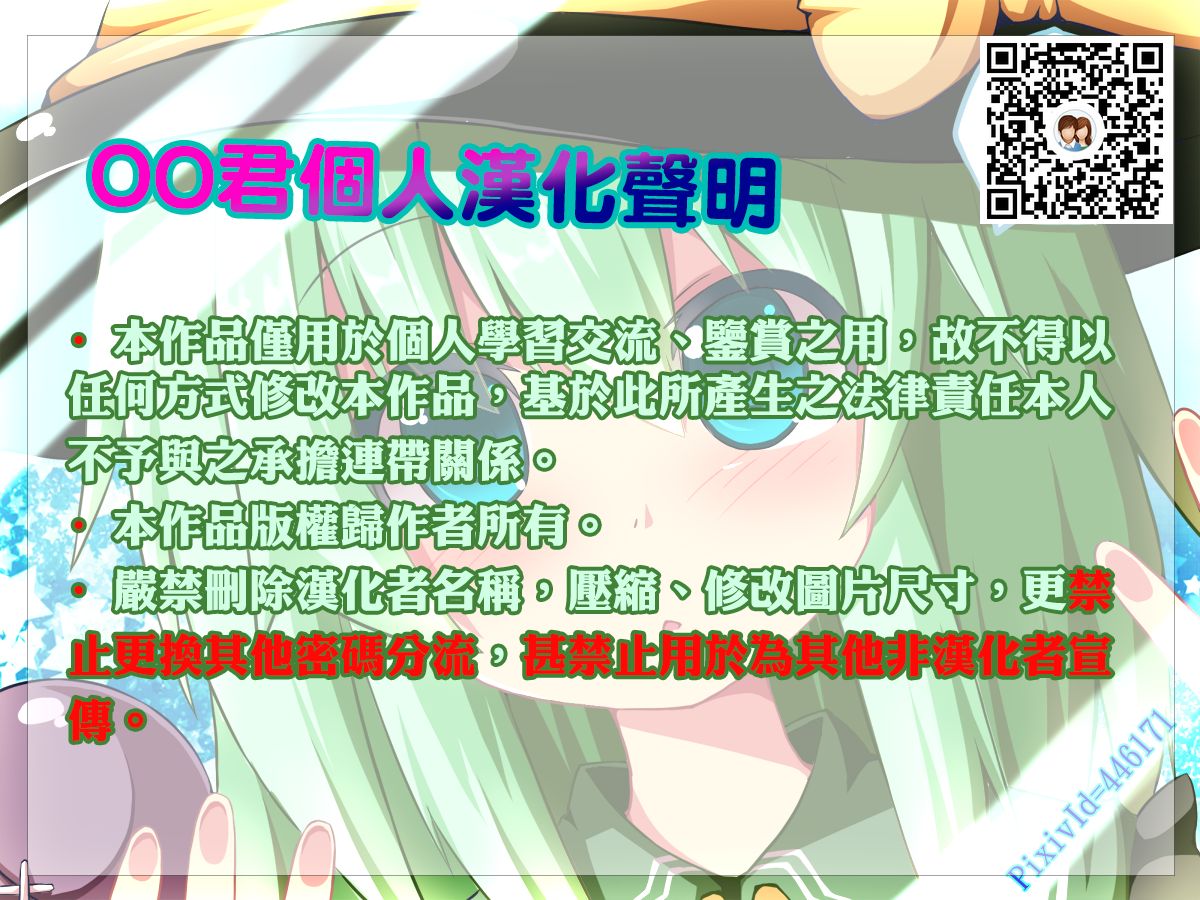 OO君個人漢化聲明
• 本作品僅用於個人學習交流、鑒賞之用，故不得以
任何方式修改本作品，基於此所產生之法律責任本人
不予與之承擔連帶關係。
• 本作品版權歸作者所有。
• 嚴禁刪除漢化者名稱，壓縮、修改圖片尺寸，更禁
止更換其他密碼分流，甚禁止用於為其他非漢化者宣
傳。
PixivId=446171